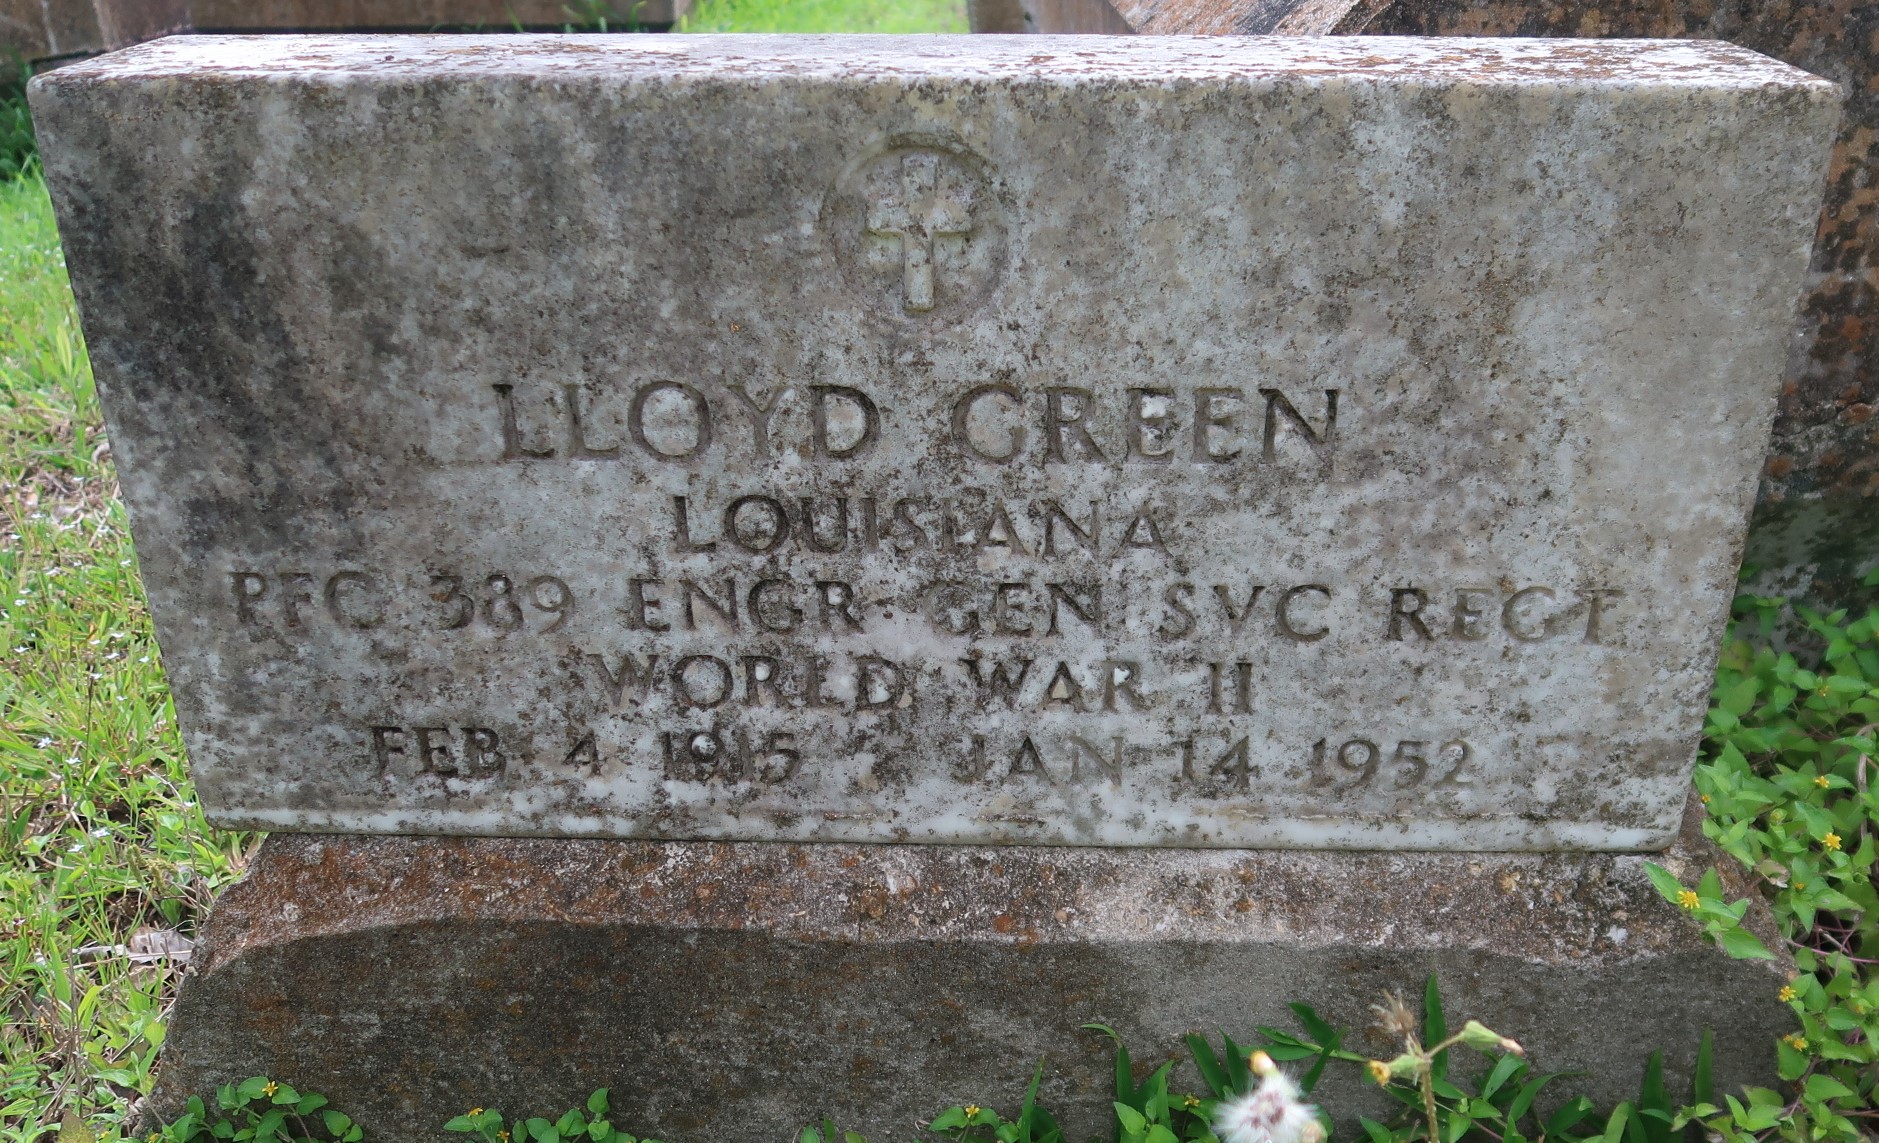 LLOYD GREEN
LOUISIANA
PFC 389 ENGR GEN SVC REGT
WORLD WAR II
FEB 4 1915 JAN 14 1952